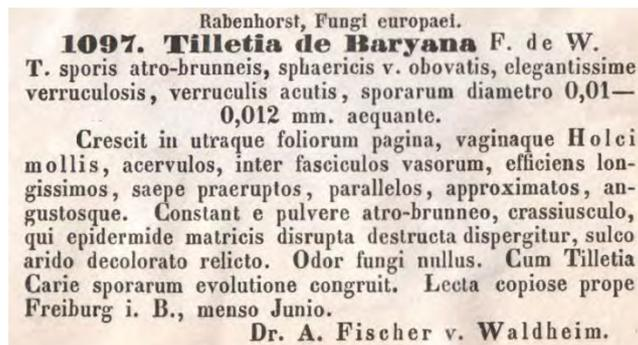 Rabenhorst, Fungi europaei.
1097. Tilletia de Baryana F. de W.
T. sporis atro-brunneis, sphaericis v. obovatis, elegantissime
verruculosis, verruculis acutis, sporarum diametro 0,01—
0,012 mm. aequante.
Crescit in utraque foliorum pagina, vaginaque Holci
mollis, acervulos, inter fasciculos vasorum, efficiens lon-
gissimos, saepe praeruptos, parallelos, approximatos, an-
gustosque. Constant e pulvere atro-brunneo, crassiusculo,
qui epidermide matricis disrupta destructa dispergitur, sulco
arido decolorato relicto. Odor fungi nullus. Cum Tilletia
Carie sporarum evolutione congruit. Lecta copiose prope
Freiburg i. B., menso Junio.
Dr. A. Fischer v. Waldheim.